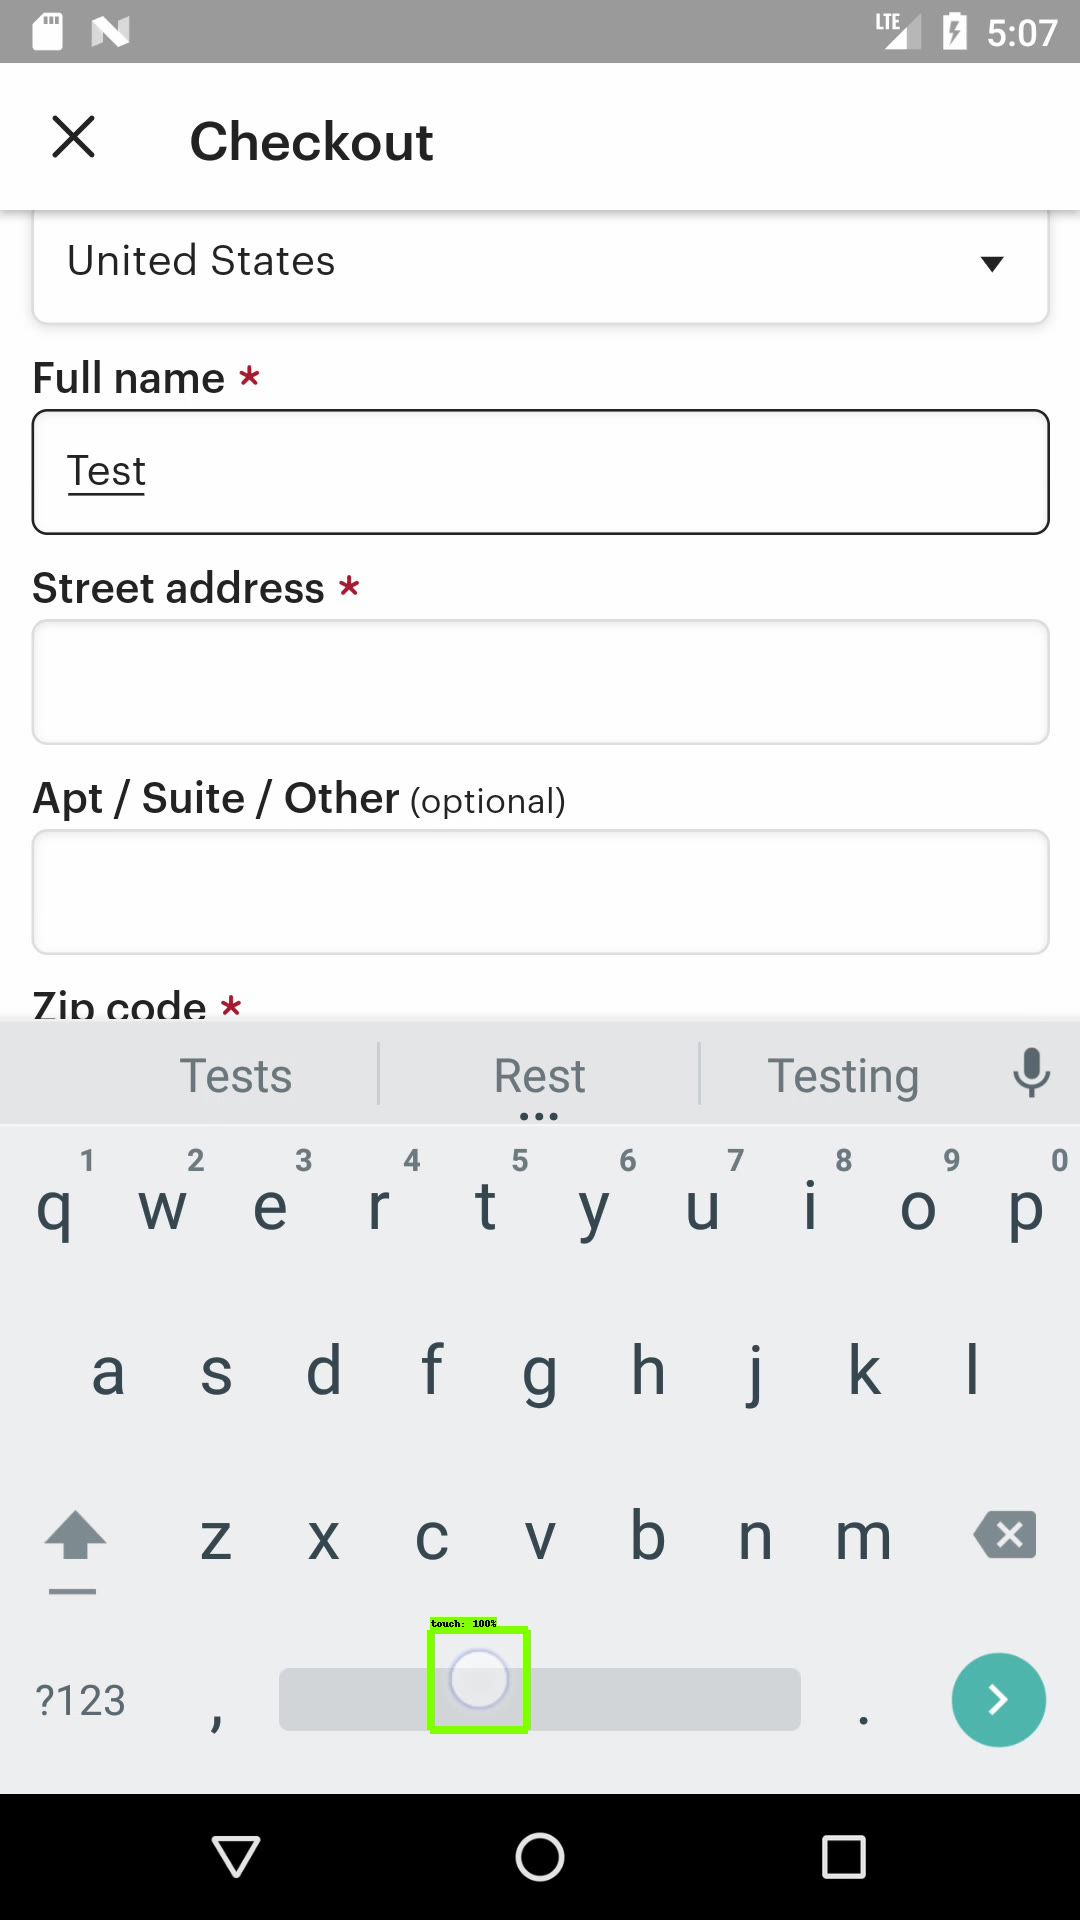 LTE 5:07
Checkout
United States
Full name *
Test
Street address *
Apt / Suite / Other (optional)
Zip code *
Tests Rest Testing
1 2 3 4 5 6 7 8 9 0
q w e r t y u i o p
a s d f g h j k l
z x c v b n m
touch: 100%
?123 , .